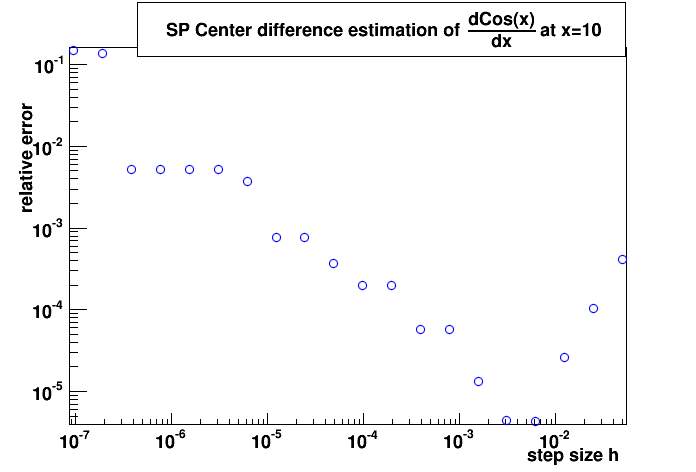 SP Center difference estimation of dCos(x)/dx at x=10
relative error
10^-1
10^-2
10^-3
10^-4
10^-5
10^-7 10^-6 10^-5 10^-4 10^-3 10^-2
step size h